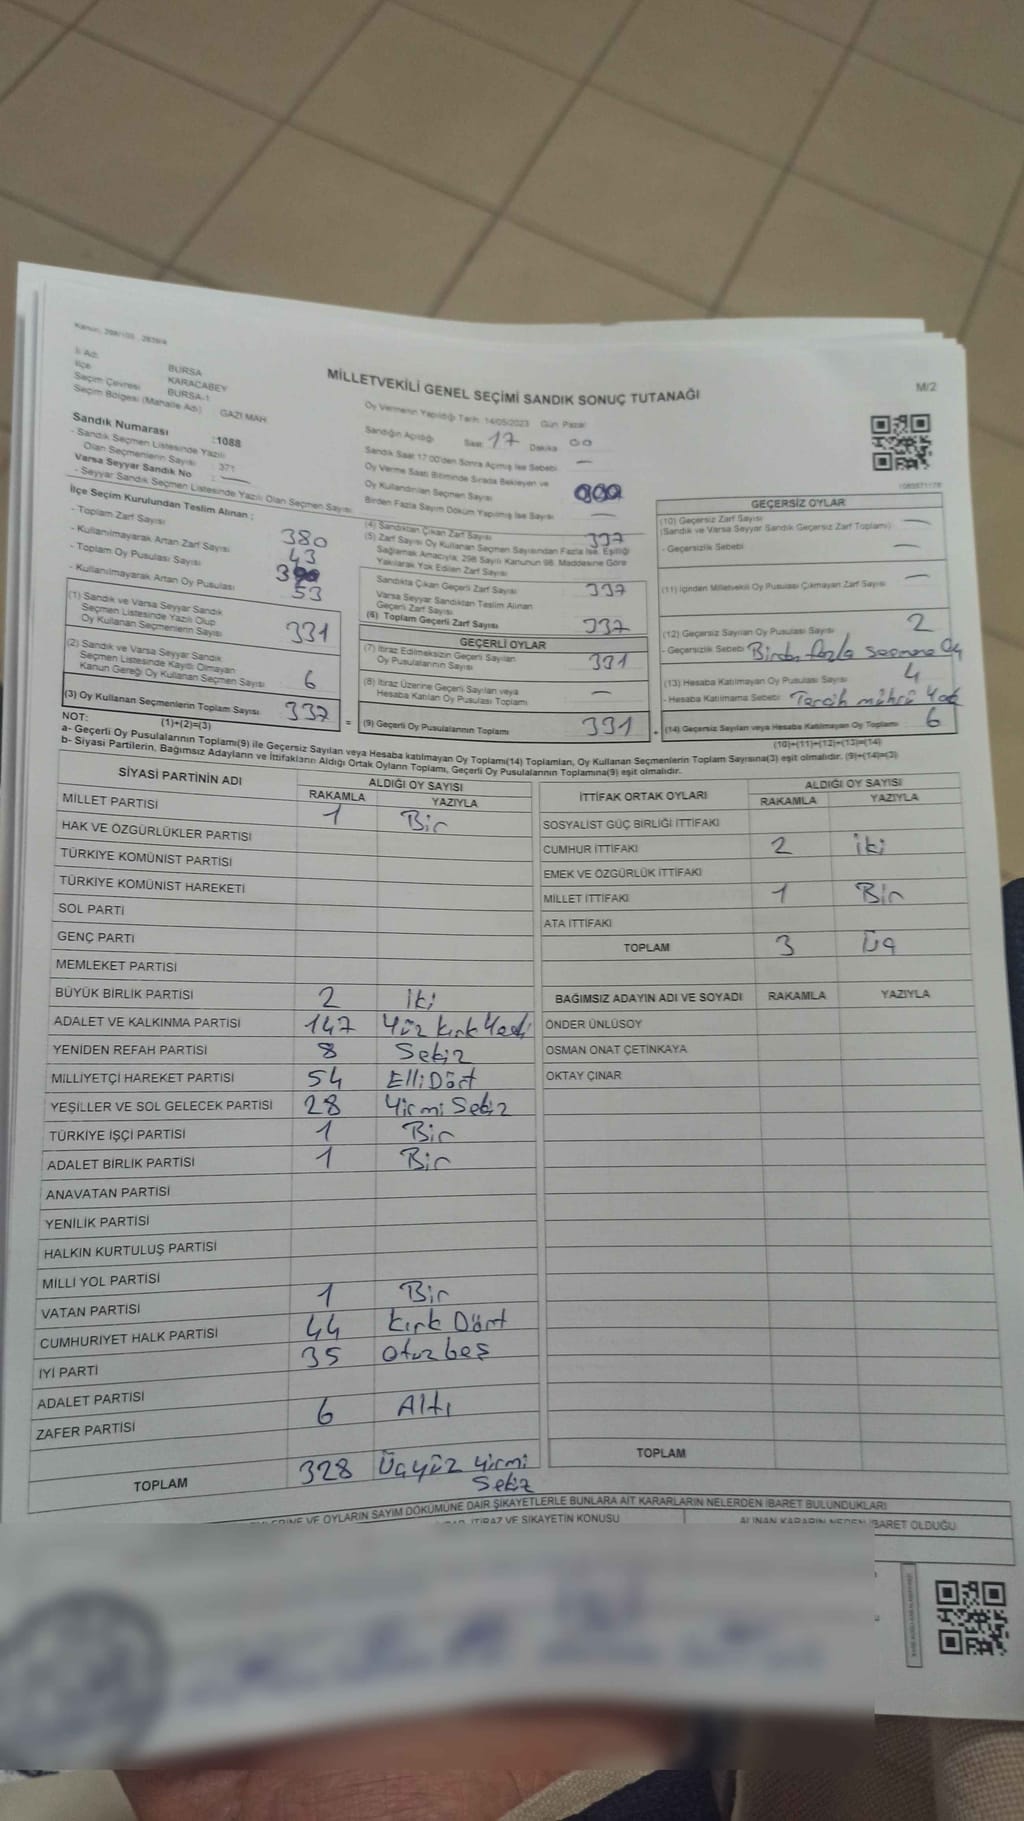 Kanun, 298/105 , 2839/4
MİLLETVEKİLİ GENEL SEÇİMİ SANDIK SONUÇ TUTANAĞI
M/2
İl Adı : BURSA
İlçe KARACABEY
Seçim Çevresi BURSA-1
Seçim Bölgesi (Mahalle Adı) : GAZİ MAH
Sandık Numarası :1088
- Sandık Seçmen Listesinde Yazılı
Olan Seçmenlerin Sayısı : 371
Varsa Seyyar Sandık No : —
- Seyyar Sandık Seçmen Listesinde Yazılı Olan Seçmen Sayısı
İlçe Seçim Kurulundan Teslim Alınan :
- Toplam Zarf Sayısı 380
- Kullanılmayarak Artan Zarf Sayısı 43
- Toplam Oy Pusulası Sayısı
- Kullanılmayarak Artan Oy Pusulası 53
(1) Sandık ve Varsa Seyyar Sandık
Seçmen Listesinde Yazılı Olup
Oy Kullanan Seçmenlerin Sayısı 331
(2) Sandık ve Varsa Seyyar Sandık
Seçmen Listesinde Kayıtlı Olmayan
Kanun Gereği Oy Kullanan Seçmen Sayısı 6
(3) Oy Kullanan Seçmenlerin Toplam Sayısı 337 =
(1)+(2)=(3)
Oy Vermenin Yapıldığı Tarih: 14/05/2023 Gün Pazar
Sandığın Açıldığı Saat 17 Dakika 00
Sandık Saat 17:00'den Sonra Açılmış İse Sebebi —
Oy Verme Saati Bitiminde Sırada Bekleyen ve
Oy Kullandırılan Seçmen Sayısı
Birden Fazla Sayım Döküm Yapılmış İse Sayısı —
(4) Sandıktan Çıkan Zarf Sayısı 337
(5) Zarf Sayısı Oy Kullanan Seçmen Sayısından Fazla İse, Eşitliği
Sağlamak Amacıyla, 298 Sayılı Kanunun 98. Maddesine Göre
Yakılarak Yok Edilen Zarf Sayısı
Sandıkta Çıkan Geçerli Zarf Sayısı 337
Varsa Seyyar Sandıktan Teslim Alınan
Geçerli Zarf Sayısı
(6) Toplam Geçerli Zarf Sayısı 337
GEÇERLİ OYLAR
(7) İtiraz Edilmeksizin Geçerli Sayılan
Oy Pusulalarının Sayısı 331
(8) İtiraz Üzerine Geçerli Sayılan veya
Hesaba Katılan Oy Pusulası Toplamı —
(9) Geçerli Oy Pusulalarının Toplamı 331 +
GEÇERSİZ OYLAR
(10) Geçersiz Zarf Sayısı
(Sandık ve Varsa Seyyar Sandık Geçersiz Zarf Toplamı) —
- Geçersizlik Sebebi —
(11) İçinden Milletvekili Oy Pusulası Çıkmayan Zarf Sayısı —
(12) Geçersiz Sayılan Oy Pusulası Sayısı 2
- Geçersizlik Sebebi Birden fazla seçmene oy
(13) Hesaba Katılmayan Oy Pusulası Sayısı 4
- Hesaba Katılmama Sebebi Tercih mührü yok
(14) Geçersiz Sayılan veya Hesaba Katılmayan Oy Toplamı 6
(10)+(11)+(12)+(13)=(14)
NOT:
a- Geçerli Oy Pusulalarının Toplamı(9) ile Geçersiz Sayılan veya Hesaba katılmayan Oy Toplamı(14) Toplamları, Oy Kullanan Seçmenlerin Toplam Sayısına(3) eşit olmalıdır. (9)+(14)=(3)
b- Siyasi Partilerin, Bağımsız Adayların ve İttifakların Aldığı Ortak Oyların Toplamı, Geçerli Oy Pusulalarının Toplamına(9) eşit olmalıdır.
SİYASİ PARTİNİN ADI ALDIĞI OY SAYISI
RAKAMLA YAZIYLA
MİLLET PARTİSİ 1 Bir
HAK VE ÖZGÜRLÜKLER PARTİSİ
TÜRKİYE KOMÜNİST PARTİSİ
TÜRKİYE KOMÜNİST HAREKETİ
SOL PARTİ
GENÇ PARTİ
MEMLEKET PARTİSİ
BÜYÜK BİRLİK PARTİSİ 2 İki
ADALET VE KALKINMA PARTİSİ 147 Yüz kırk Yedi
YENİDEN REFAH PARTİSİ 8 Sekiz
MİLLİYETÇİ HAREKET PARTİSİ 54 Elli Dört
YEŞİLLER VE SOL GELECEK PARTİSİ 28 Yirmi Sekiz
TÜRKİYE İŞÇİ PARTİSİ 1 Bir
ADALET BİRLİK PARTİSİ 1 Bir
ANAVATAN PARTİSİ
YENİLİK PARTİSİ
HALKIN KURTULUŞ PARTİSİ
MİLLİ YOL PARTİSİ
VATAN PARTİSİ 1 Bir
CUMHURİYET HALK PARTİSİ 44 Kırk Dört
İYİ PARTİ 35 Otuz beş
ADALET PARTİSİ
ZAFER PARTİSİ 6 Altı
TOPLAM 328 Üçyüz yirmi
Sekiz
İTTİFAK ORTAK OYLARI ALDIĞI OY SAYISI
RAKAMLA YAZIYLA
SOSYALİST GÜÇ BİRLİĞİ İTTİFAKI
CUMHUR İTTİFAKI 2 İki
EMEK VE ÖZGÜRLÜK İTTİFAKI
MİLLET İTTİFAKI 1 Bir
ATA İTTİFAKI
TOPLAM 3 Üç
BAĞIMSIZ ADAYIN ADI VE SOYADI RAKAMLA YAZIYLA
ÖNDER ÜNLÜSOY
OSMAN ONAT ÇETİNKAYA
OKTAY ÇINAR
TOPLAM
VE OYLARIN SAYIM DÖKÜMÜNE DAİR ŞİKAYETLERLE BUNLARA AİT KARARLARIN NELERDEN İBARET BULUNDUKLARI
İTİRAZ VE ŞİKAYETİN KONUSU
ALINAN KARARIN NEDEN İBARET OLDUĞU